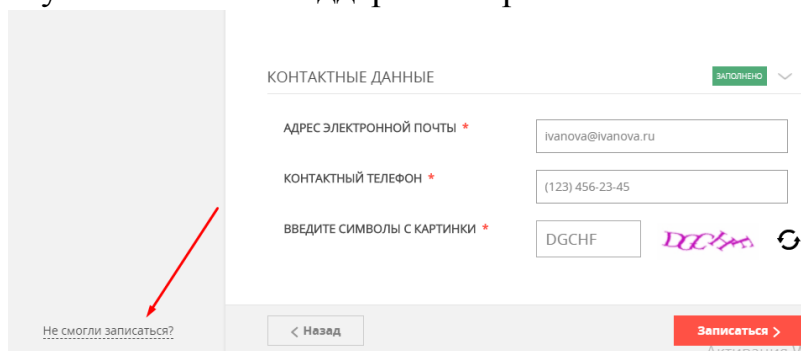 КОНТАКТНЫЕ ДАННЫЕ ЗАПОЛНЕНО
АДРЕС ЭЛЕКТРОННОЙ ПОЧТЫ * ivanova@ivanova.ru
КОНТАКТНЫЙ ТЕЛЕФОН * (123) 456-23-45
ВВЕДИТЕ СИМВОЛЫ С КАРТИНКИ * DGCHF
Не смогли записаться? < Назад Записаться >